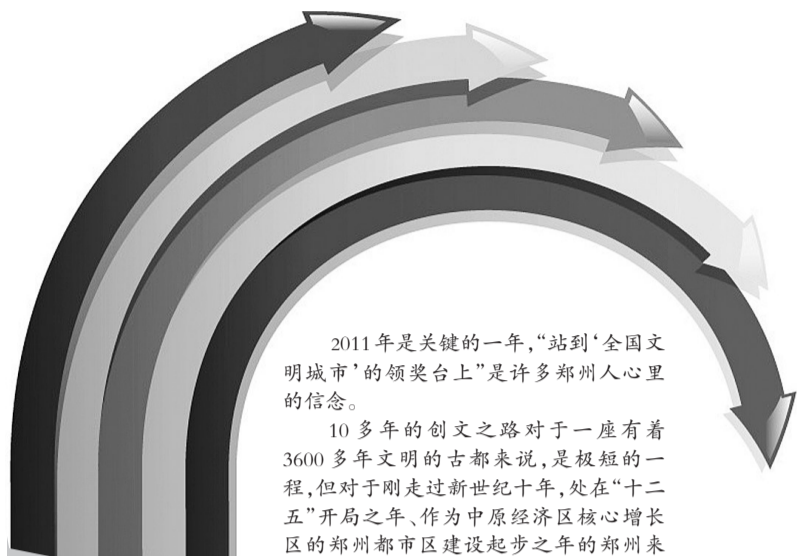 2011年是关键的一年,“站到‘全国文
明城市’的领奖台上”是许多郑州人心里
的信念。
10多年的创文之路对于一座有着
3600多年文明的古都来说,是极短的一
程,但对于刚走过新世纪十年,处在“十二
五”开局之年、作为中原经济区核心增长
区的郑州都市区建设起步之年的郑州来